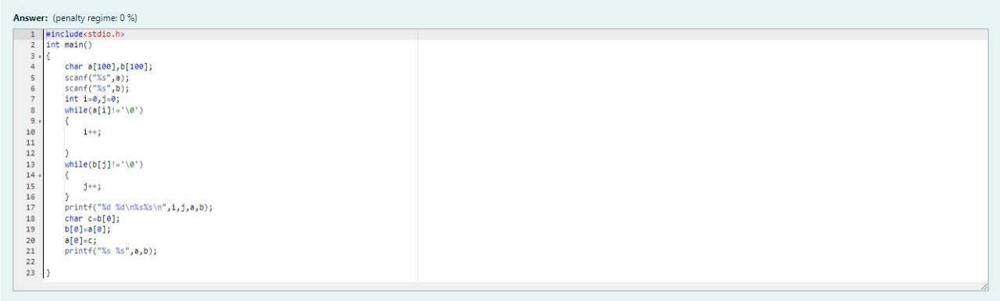 Answer: (penalty regime: 0 %)
1 #include<stdio.h>
2 int main()
3 {
4 char a[100],b[100];
5 scanf("%s",a);
6 scanf("%s",b);
7 int i=0,j=0;
8 while(a[i]!='\0')
9 {
10 i++;
11
12 }
13 while(b[j]!='\0')
14 {
15 j++;
16 }
17 printf("%d %d\n%s%s\n",i,j,a,b);
18 char c=b[0];
19 b[0]=a[0];
20 a[0]=c;
21 printf("%s %s",a,b);
22
23 }